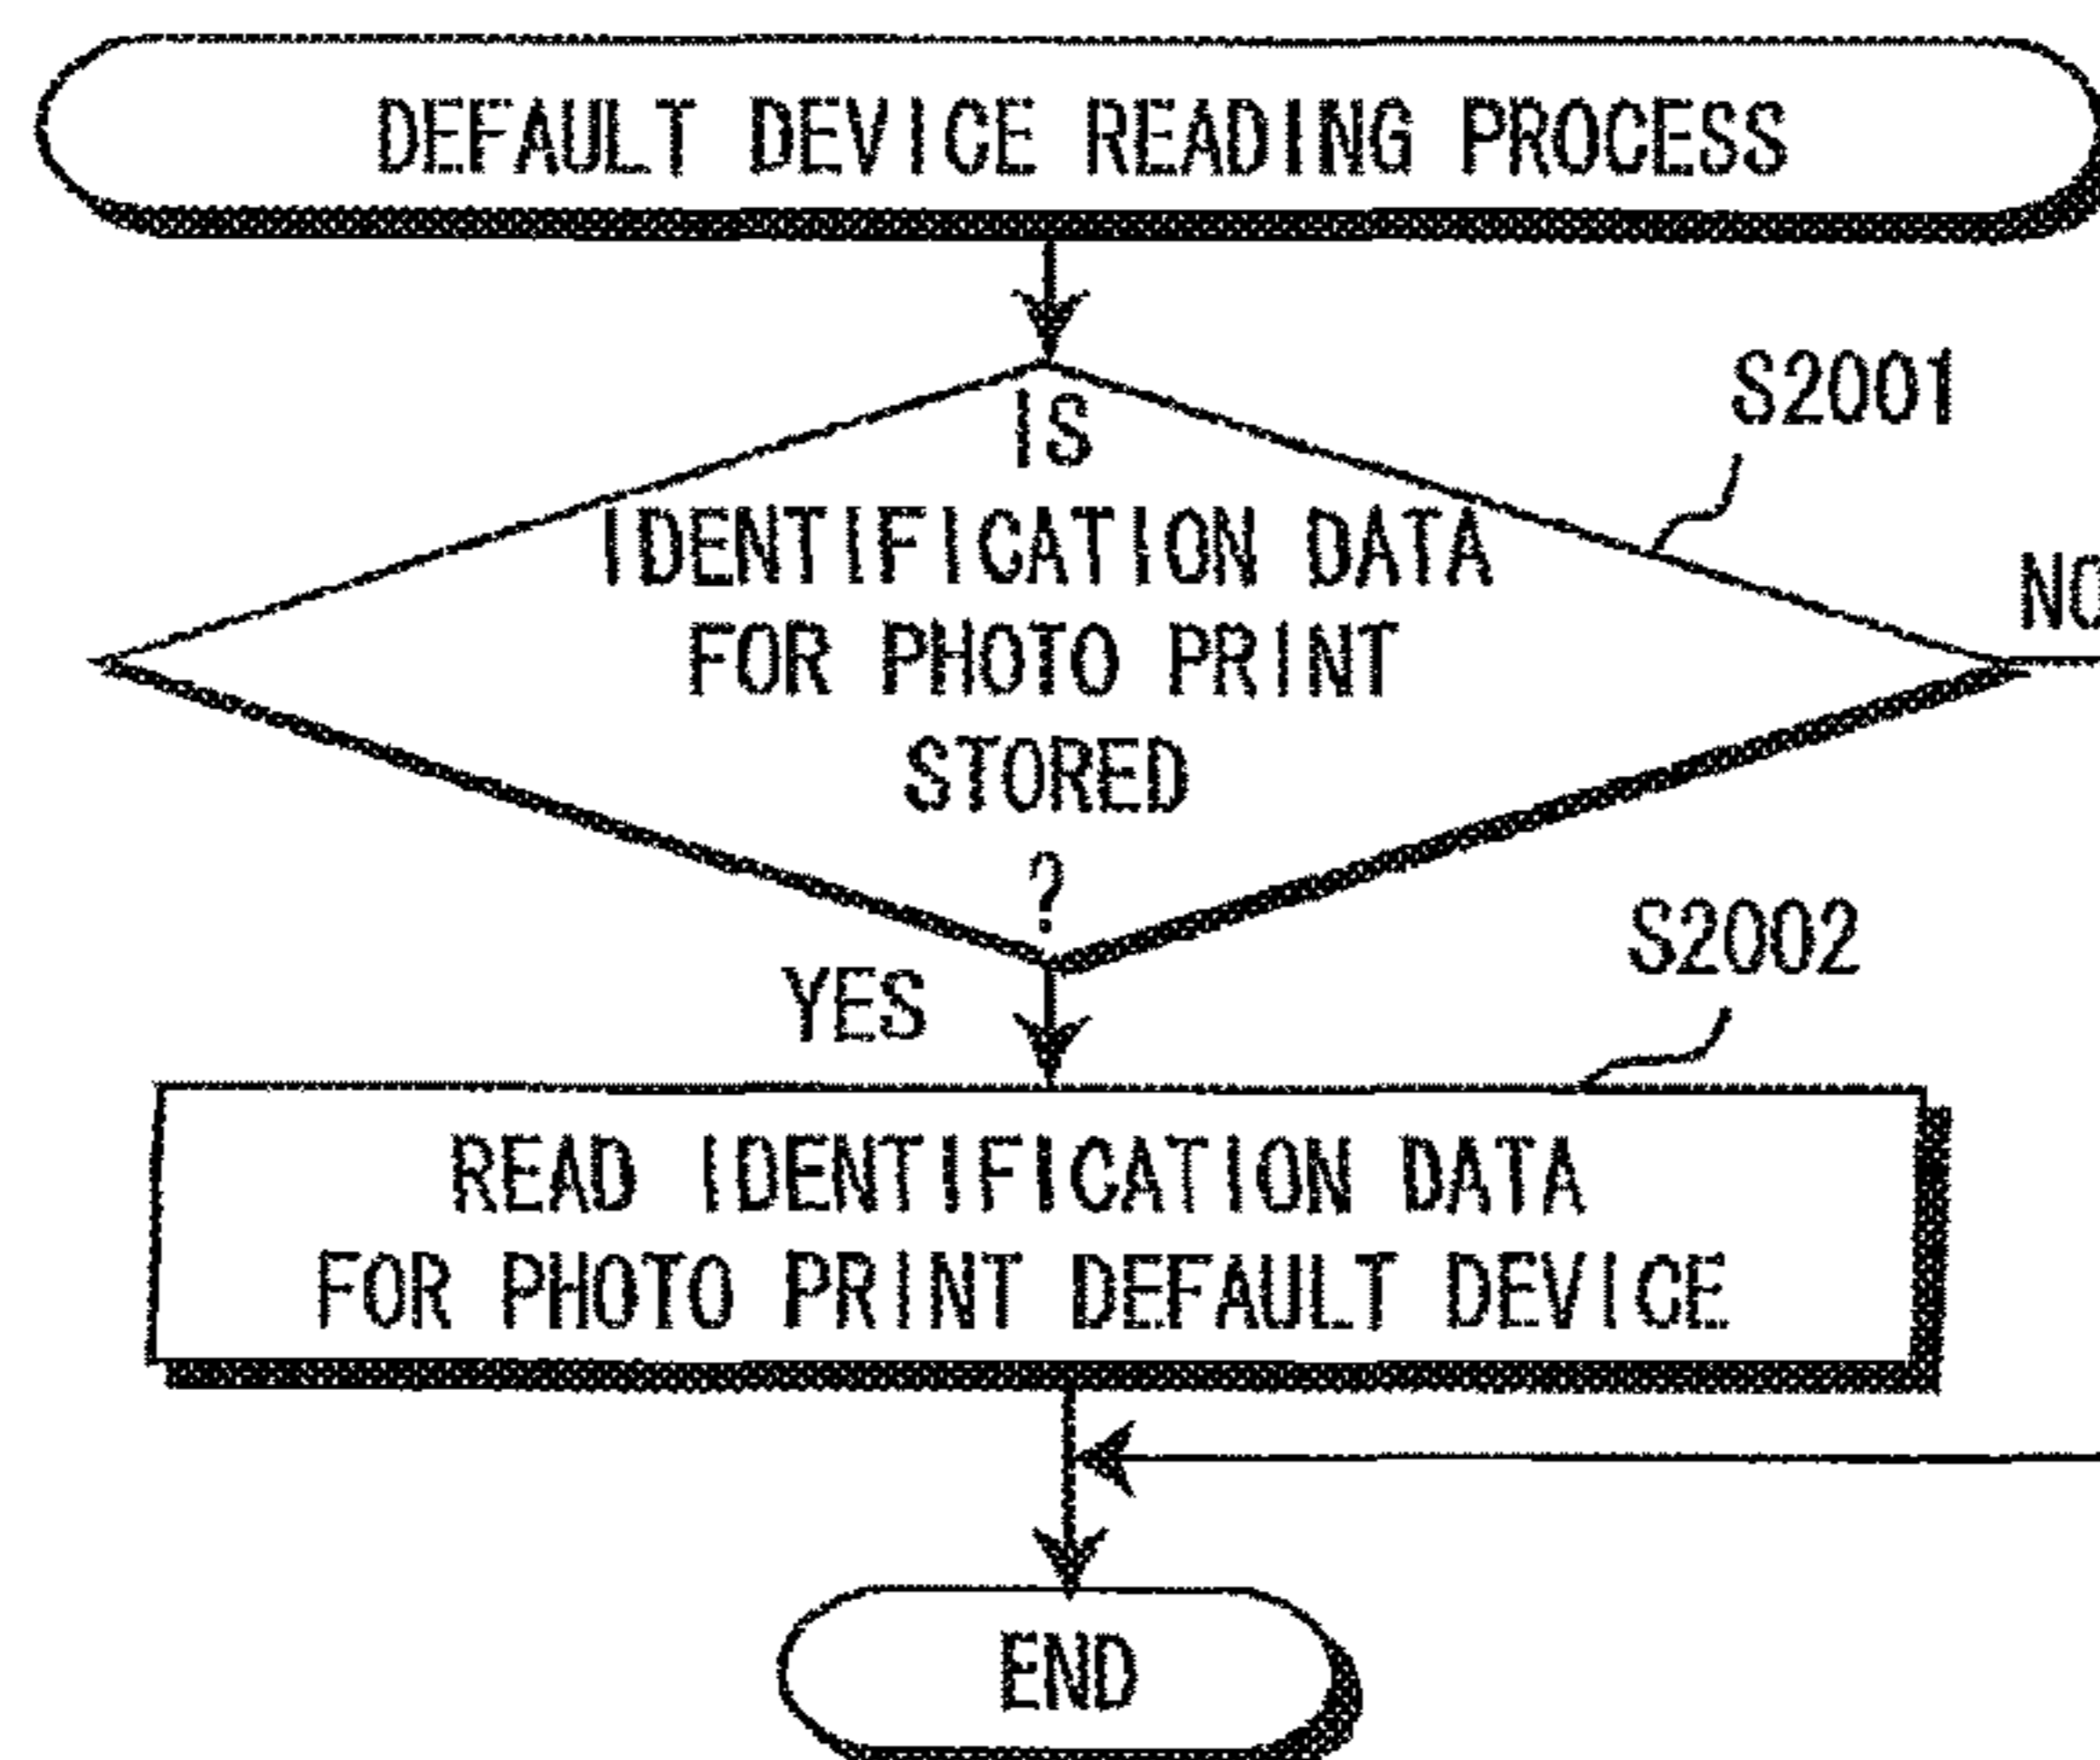 DEFAULT DEVICE READING PROCESS
S2001
IS
IDENTIFICATION DATA
FOR PHOTO PRINT
STORED
?
NO
YES
S2002
READ IDENTIFICATION DATA
FOR PHOTO PRINT DEFAULT DEVICE
END